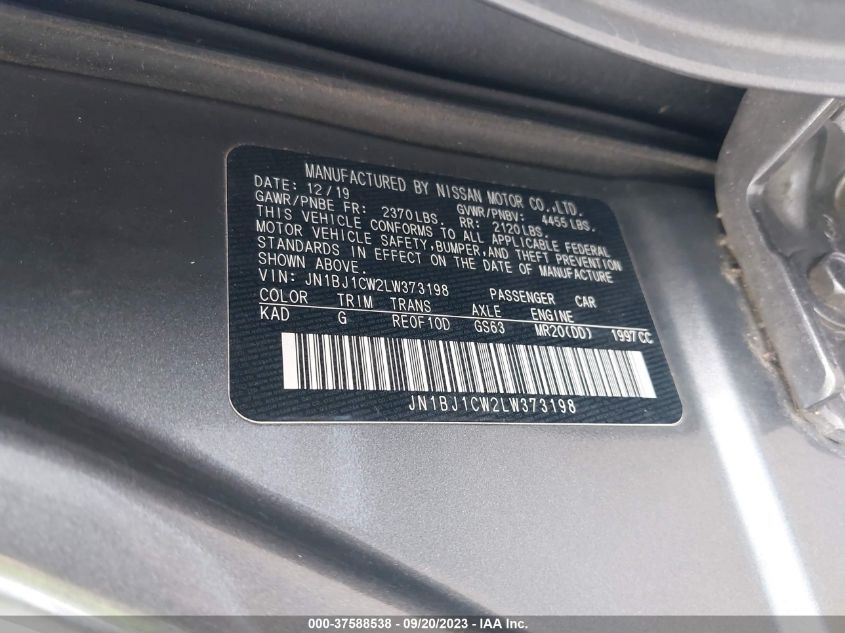 MANUFACTURED BY NISSAN MOTOR CO.,LTD.
DATE: 12/19 GVWR/PNBV: 4455LBS.
GAWR/PNBE FR: 2370LBS. RR: 2120LBS.
THIS VEHICLE CONFORMS TO ALL APPLICABLE FEDERAL
MOTOR VEHICLE SAFETY,BUMPER,AND THEFT PREVENTION
STANDARDS IN EFFECT ON THE DATE OF MANUFACTURE
SHOWN ABOVE.
VIN: JN1BJ1CW2LW373198 PASSENGER CAR
COLOR TRIM TRANS AXLE ENGINE
KAD G RE0F10D GS63 MR20(DD) 1997CC
JN1BJ1CW2LW373198
000-37588538 - 09/20/2023 - IAA Inc.